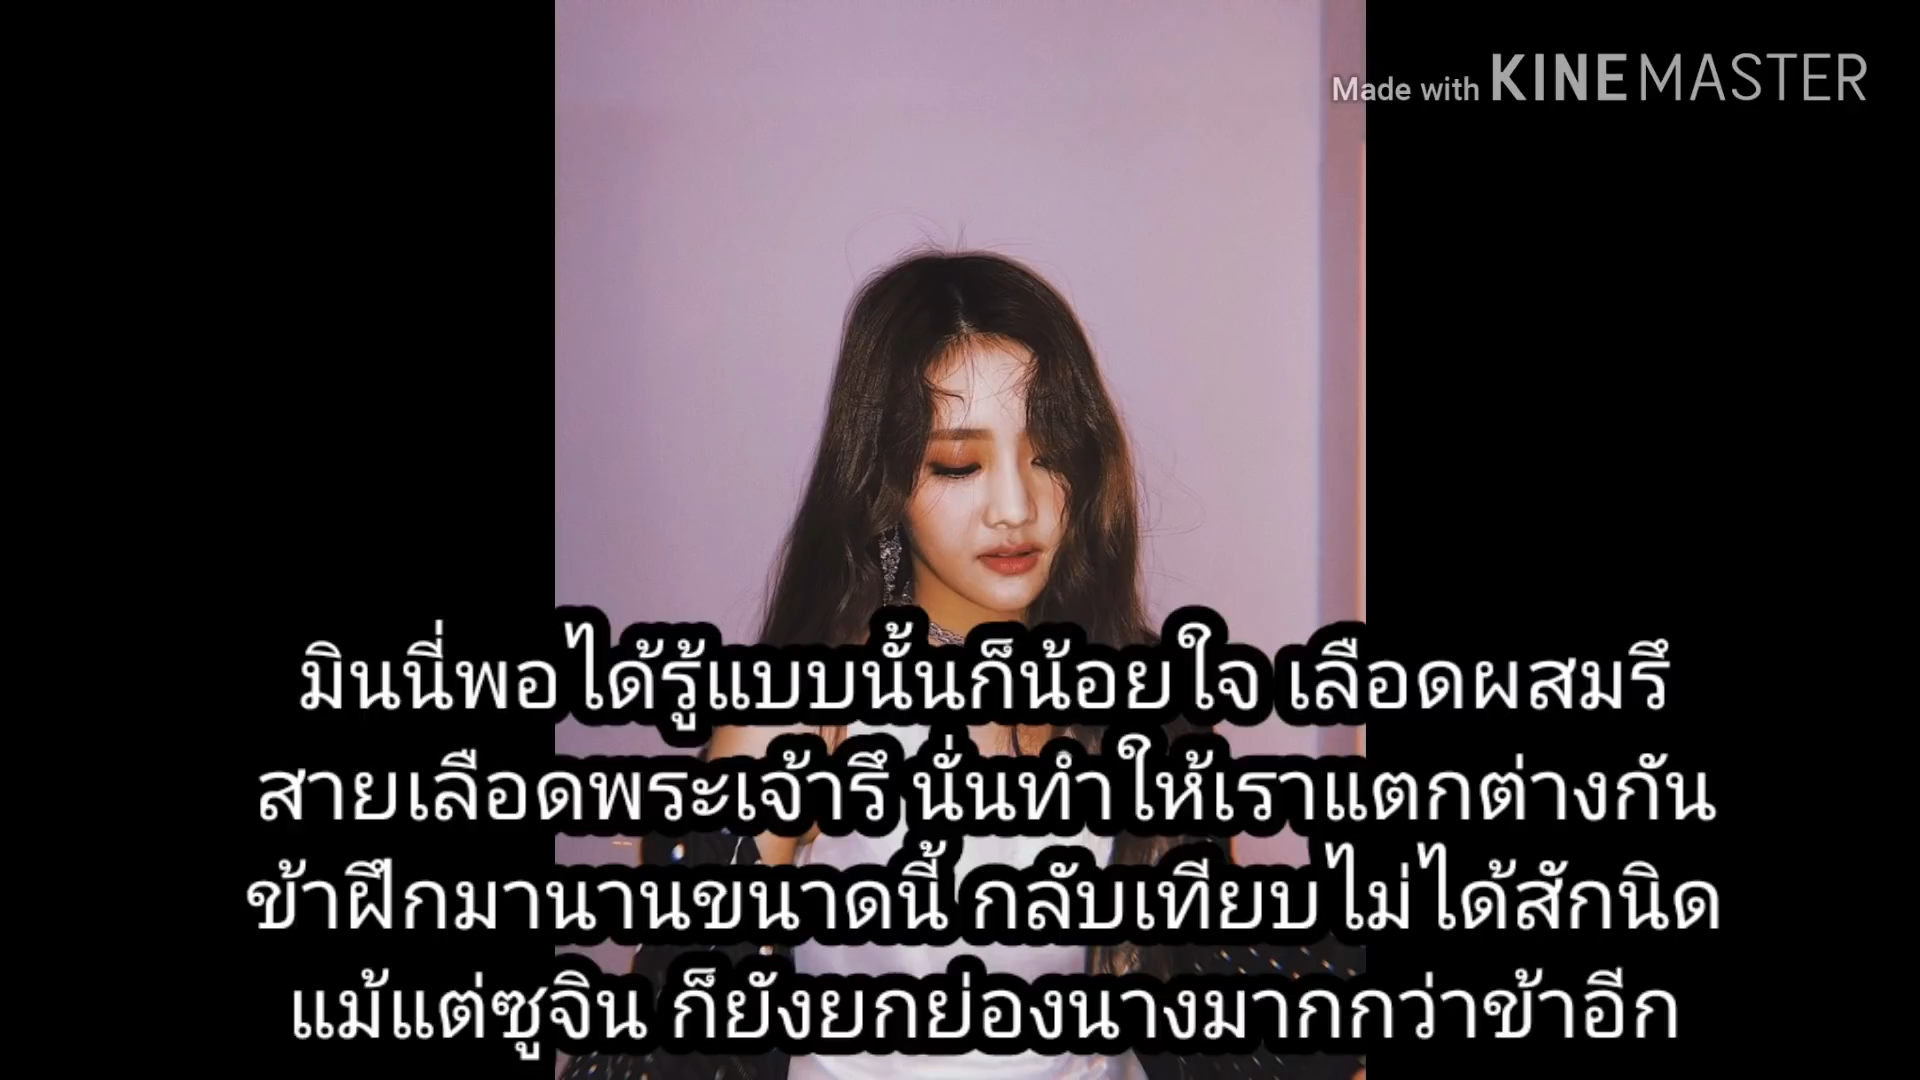 Made with KINEMASTER
มินนี่พอได้รู้แบบนั้นก็น้อยใจ เลือดผสมรึ
สายเลือดพระเจ้ารึ นั่นทำให้เราแตกต่างกัน
ข้าฝึกมานานขนาดนี้ กลับเทียบไม่ได้สักนิด
แม้แต่ซูจิน ก็ยังยกย่องนางมากกว่าข้าอีก